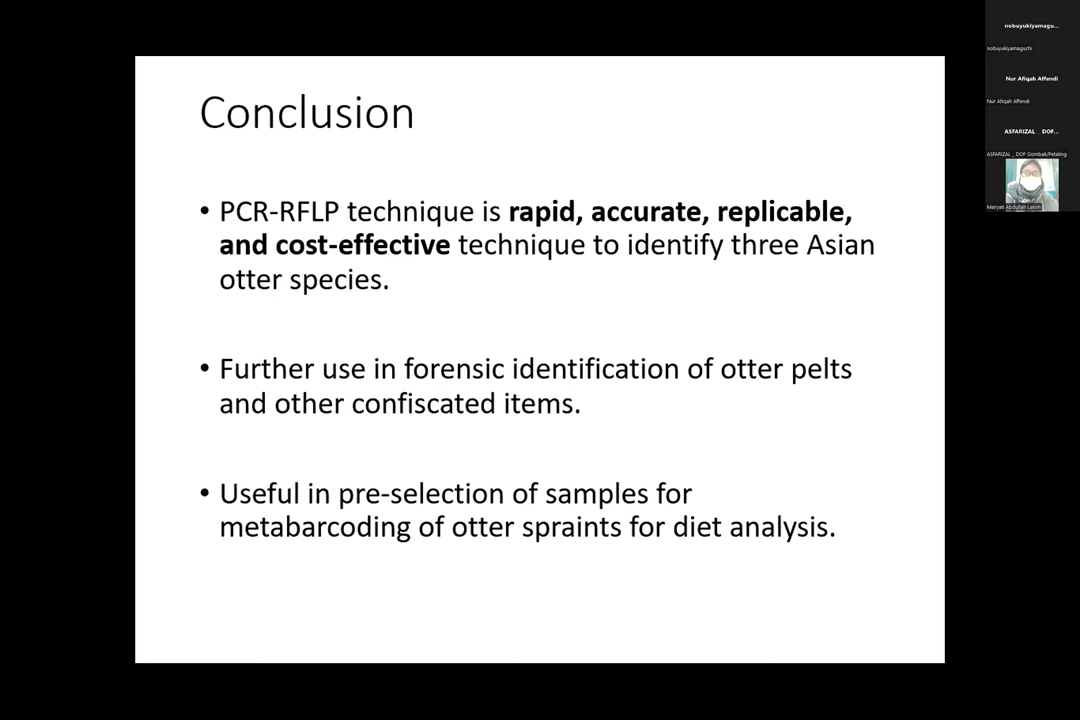 Conclusion
• PCR-RFLP technique is rapid, accurate, replicable,
and cost-effective technique to identify three Asian
otter species.
• Further use in forensic identification of otter pelts
and other confiscated items.
• Useful in pre-selection of samples for
metabarcoding of otter spraints for diet analysis.
nobuyukiyamagu...
nobuyukiyamaguchi
Nur Afiqah Affendi
Nur Afiqah Affendi
ASFARIZAL _ DOF...
ASFARIZAL _ DOF Gombak/Petaling
Maryati Abdullah Lakim